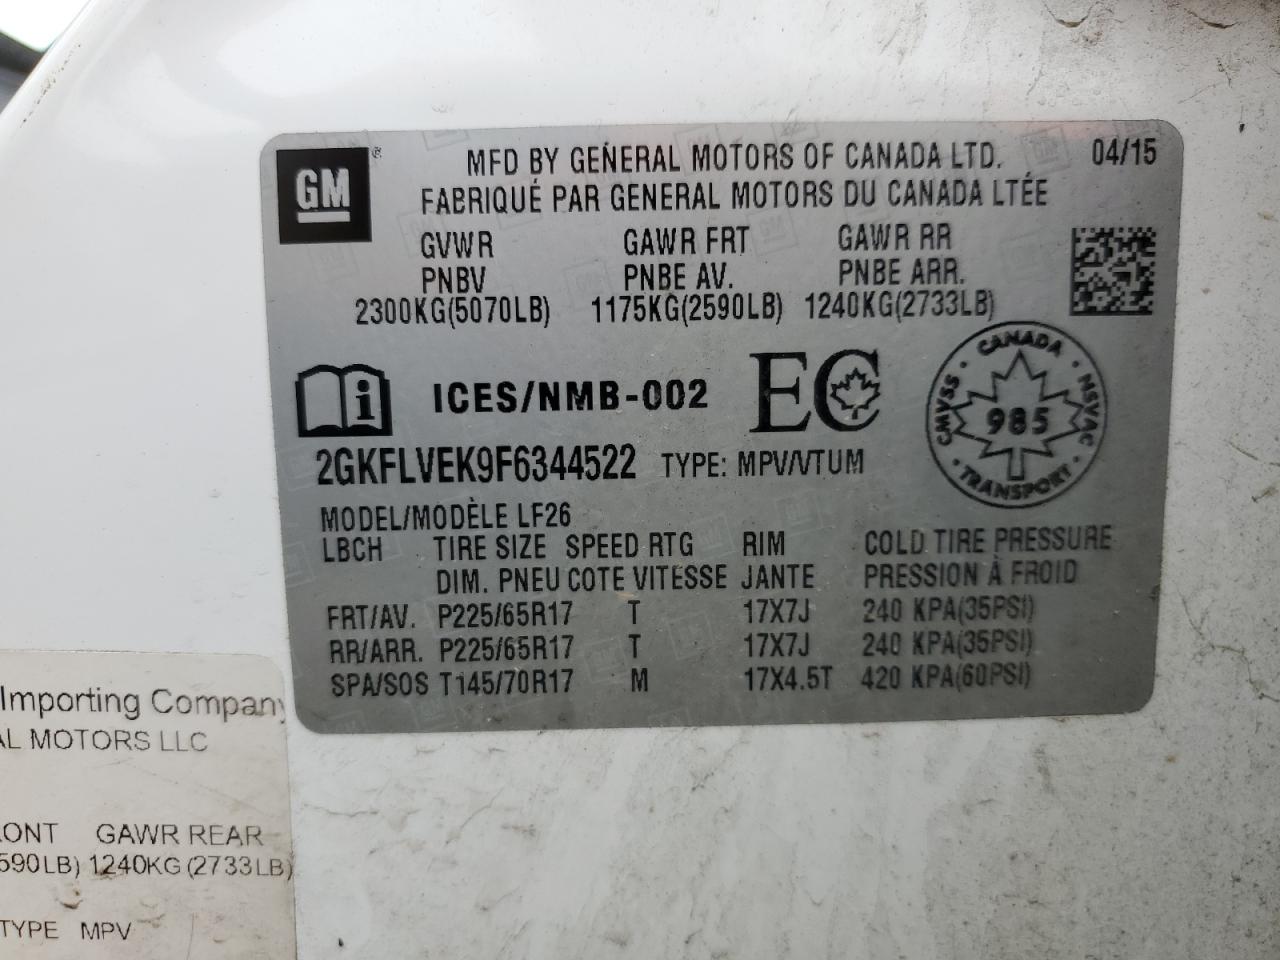 GM ® MFD BY GENERAL MOTORS OF CANADA LTD. 04/15
FABRIQUÉ PAR GENERAL MOTORS DU CANADA LTÉE
GVWR GAWR FRT GAWR RR
PNBV PNBE AV. PNBE ARR.
2300KG(5070LB) 1175KG(2590LB) 1240KG(2733LB)
i ICES/NMB-002 EC
CANADA CMVSS NSVAC 985 TRANSPORT
2GKFLVEK9F6344522 TYPE: MPV/VTUM
MODEL/MODÈLE LF26
LBCH TIRE SIZE SPEED RTG RIM COLD TIRE PRESSURE
DIM. PNEU COTE VITESSE JANTE PRESSION À FROID
FRT/AV. P225/65R17 T 17X7J 240 KPA(35PSI)
RR/ARR. P225/65R17 T 17X7J 240 KPA(35PSI)
SPA/SOS T145/70R17 M 17X4.5T 420 KPA(60PSI)
Importing Company
AL MOTORS LLC
ONT GAWR REAR
590LB) 1240KG (2733LB)
TYPE MPV